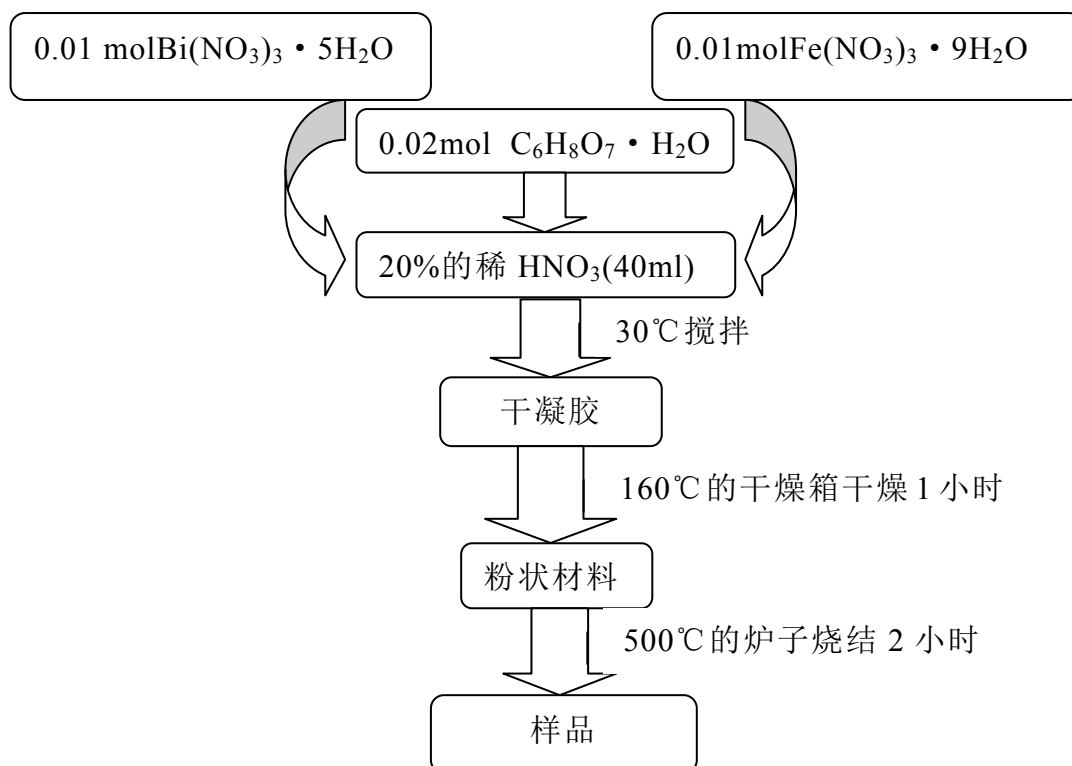 0.01 molBi(NO₃)₃·5H₂O
0.01molFe(NO₃)₃·9H₂O
0.02mol C₆H₈O₇·H₂O
20%的稀 HNO₃(40ml)
30℃搅拌
干凝胶
160℃的干燥箱干燥 1 小时
粉状材料
500℃的炉子烧结 2 小时
样品